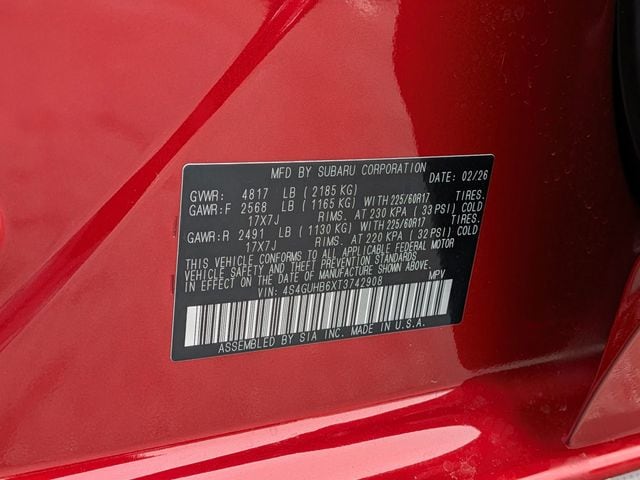 MFD BY SUBARU CORPORATION DATE: 02/26
GVWR: 4817 LB ( 2185 KG)
GAWR:F 2568 LB ( 1165 KG) WITH 225/60R17 TIRES.
17X7J RIMS. AT 230 KPA ( 33 PSI) COLD
GAWR:R 2491 LB ( 1130 KG) WITH 225/60R17 TIRES.
17X7J RIMS. AT 220 KPA ( 32 PSI) COLD
THIS VEHICLE CONFORMS TO ALL APPLICABLE FEDERAL MOTOR
VEHICLE SAFETY AND THEFT PREVENTION STANDARDS
IN EFFECT ON THE DATE OF MANUFACTURE SHOWN ABOVE.
VIN: 4S4GUHB6XT3742908 MPV
ASSEMBLED BY SIA INC. MADE IN U.S.A.